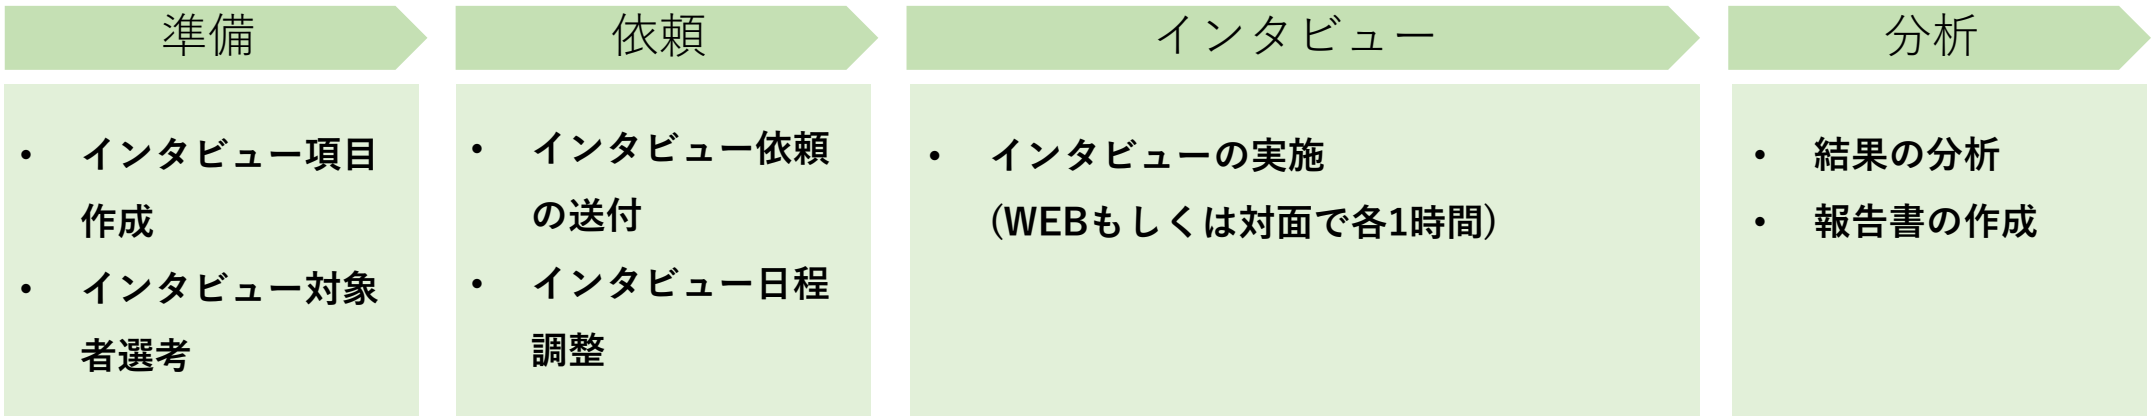 準備
• インタビュー項目
作成
• インタビュー対象
者選考
依頼
• インタビュー依頼
の送付
• インタビュー日程
調整
インタビュー
• インタビューの実施
(WEBもしくは対面で各1時間)
分析
• 結果の分析
• 報告書の作成